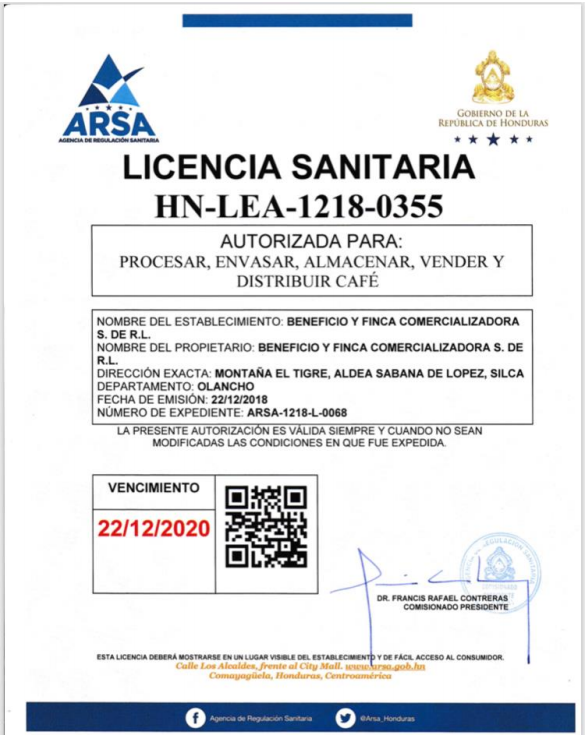 ARSA
AGENCIA DE REGULACIÓN SANITARIA
GOBIERNO DE LA
REPÚBLICA DE HONDURAS
LICENCIA SANITARIA
HN-LEA-1218-0355
AUTORIZADA PARA:
PROCESAR, ENVASAR, ALMACENAR, VENDER Y
DISTRIBUIR CAFÉ
NOMBRE DEL ESTABLECIMIENTO: BENEFICIO Y FINCA COMERCIALIZADORA
S. DE R.L.
NOMBRE DEL PROPIETARIO: BENEFICIO Y FINCA COMERCIALIZADORA S. DE
R.L.
DIRECCIÓN EXACTA: MONTAÑA EL TIGRE, ALDEA SABANA DE LOPEZ, SILCA
DEPARTAMENTO: OLANCHO
FECHA DE EMISIÓN: 22/12/2018
NÚMERO DE EXPEDIENTE: ARSA-1218-L-0068
LA PRESENTE AUTORIZACIÓN ES VÁLIDA SIEMPRE Y CUANDO NO SEAN
MODIFICADAS LAS CONDICIONES EN QUE FUE EXPEDIDA.
VENCIMIENTO
22/12/2020
DR. FRANCIS RAFAEL CONTRERAS
COMISIONADO PRESIDENTE
ESTA LICENCIA DEBERÁ MOSTRARSE EN UN LUGAR VISIBLE DEL ESTABLECIMIENTO Y DE FÁCIL ACCESO AL CONSUMIDOR.
Calle Los Alcaldes, frente al City Mall. www.arsa.gob.hn
Comayagüela, Honduras, Centroamérica
Agencia de Regulación Sanitaria
@Arsa_Honduras